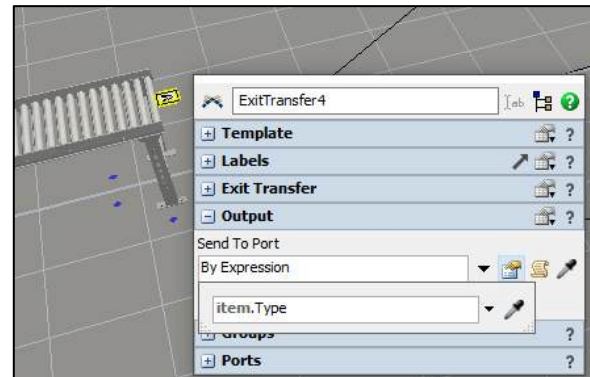 ExitTransfer4
Template
?
Labels
?
Exit Transfer
?
Output
?
Send To Port
By Expression
item.Type
?
Ports
?